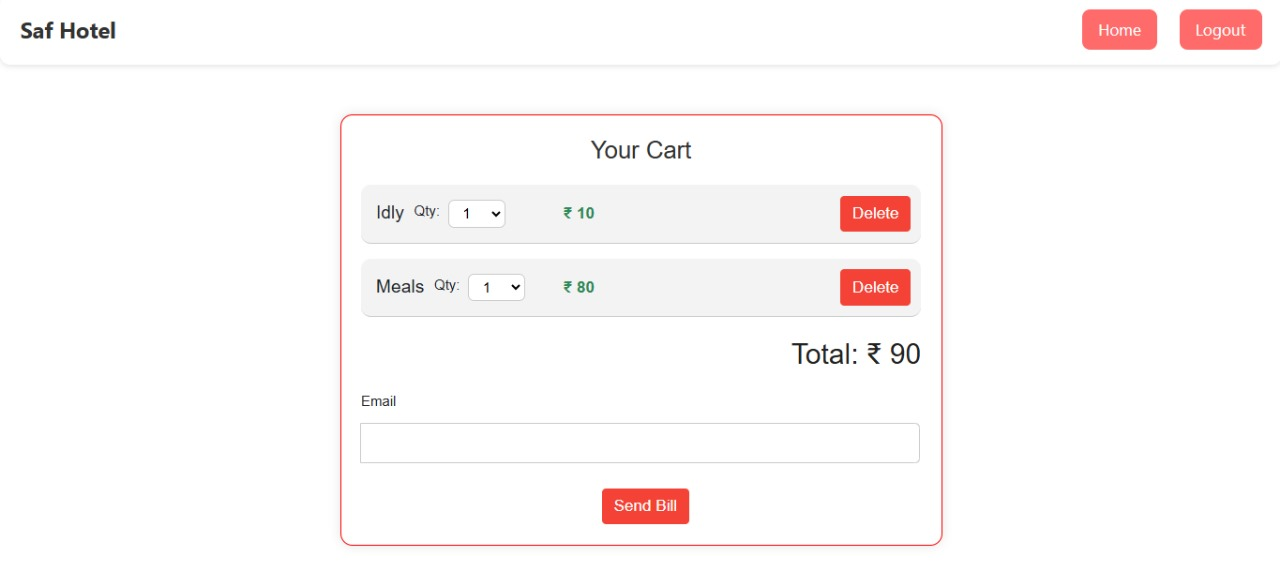 Saf Hotel Home Logout
Your Cart
Idly Qty: 1 ₹ 10 Delete
Meals Qty: 1 ₹ 80 Delete
Total: ₹ 90
Email
Send Bill